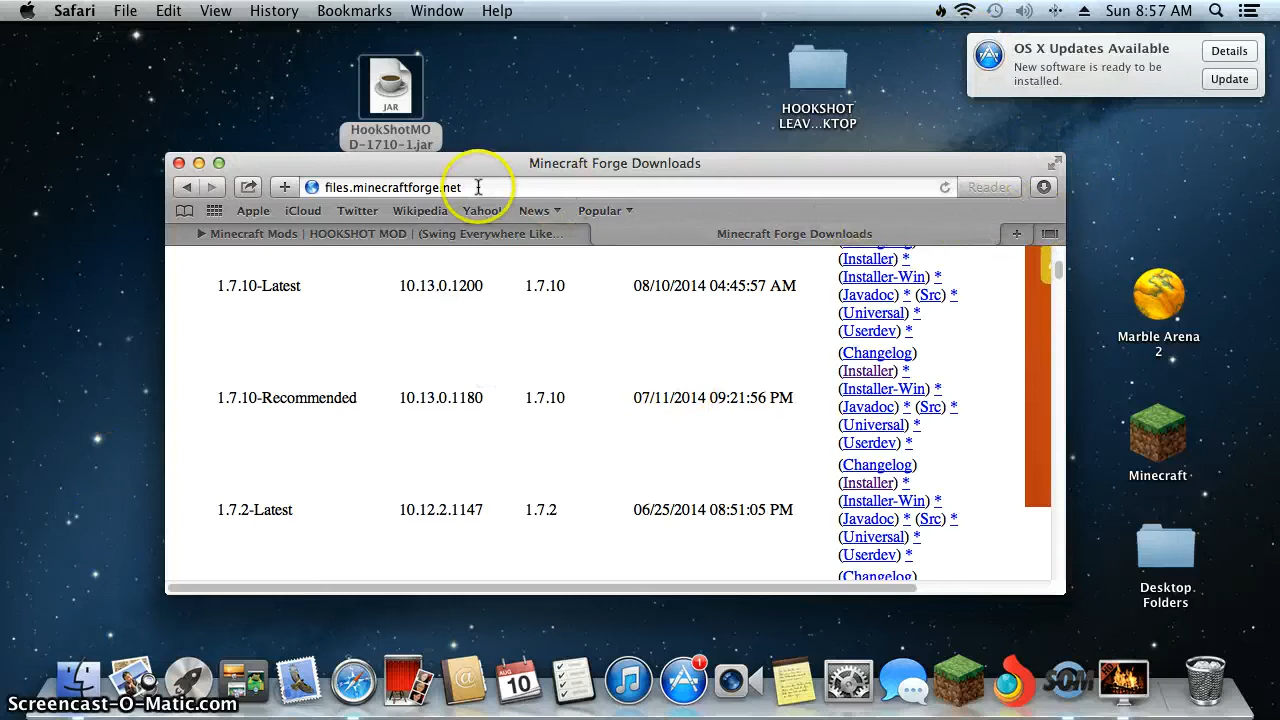 Safari File Edit View History Bookmarks Window Help Sun 8:57 AM
OS X Updates Available
New software is ready to be
installed.
Details
Update
JAR
HookShotMO
D-1710-1.jar
HOOKSHOT
LEAV...KTOP
Minecraft Forge Downloads
files.minecraftforge.net
Reader
Apple iCloud Twitter Wikipedia Yahoo! News Popular
Minecraft Mods | HOOKSHOT MOD | (Swing Everywhere Like...
Minecraft Forge Downloads
(Installer) *
1.7.10-Latest 10.13.0.1200 1.7.10 08/10/2014 04:45:57 AM
(Installer-Win) *
(Javadoc) * (Src) *
(Universal) *
(Userdev) *
(Changelog)
(Installer) *
1.7.10-Recommended 10.13.0.1180 1.7.10 07/11/2014 09:21:56 PM
(Installer-Win) *
(Javadoc) * (Src) *
(Universal) *
(Userdev) *
(Changelog)
(Installer) *
1.7.2-Latest 10.12.2.1147 1.7.2 06/25/2014 08:51:05 PM
(Installer-Win) *
(Javadoc) * (Src) *
(Universal) *
(Userdev) *
(Changelog)
Marble Arena
2
Minecraft
Desktop
Folders
AUG
10
1
SOM
Screencast-O-Matic.com